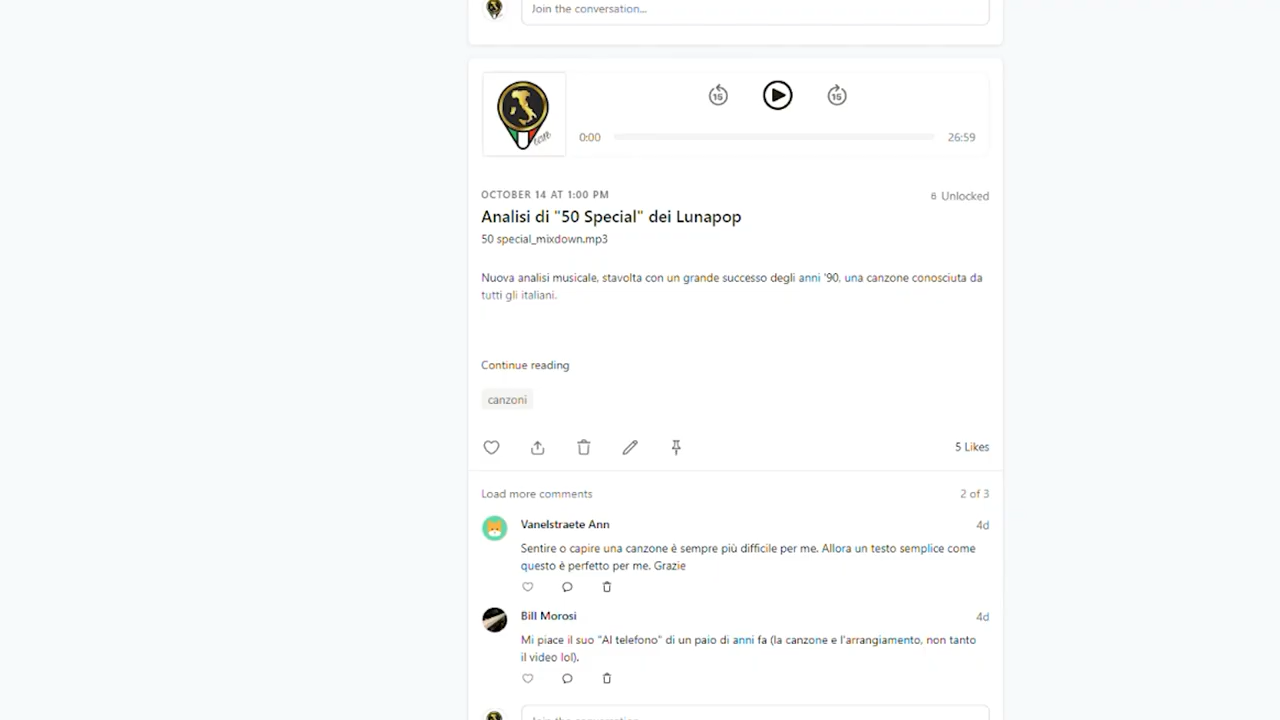 Join the conversation...
15
15
0:00
26:59
OCTOBER 14 AT 1:00 PM
6 Unlocked
Analisi di "50 Special" dei Lunapop
50 special_mixdown.mp3
Nuova analisi musicale, stavolta con un grande successo degli anni '90, una canzone conosciuta da
tutti gli italiani.
Continue reading
canzoni
5 Likes
Load more comments
2 of 3
Vanelstraete Ann
4d
Sentire o capire una canzone è sempre più difficile per me. Allora un testo semplice come
questo è perfetto per me. Grazie
Bill Morosi
4d
Mi piace il suo "Al telefono" di un paio di anni fa (la canzone e l'arrangiamento, non tanto
il video lol).
Join the conversation...